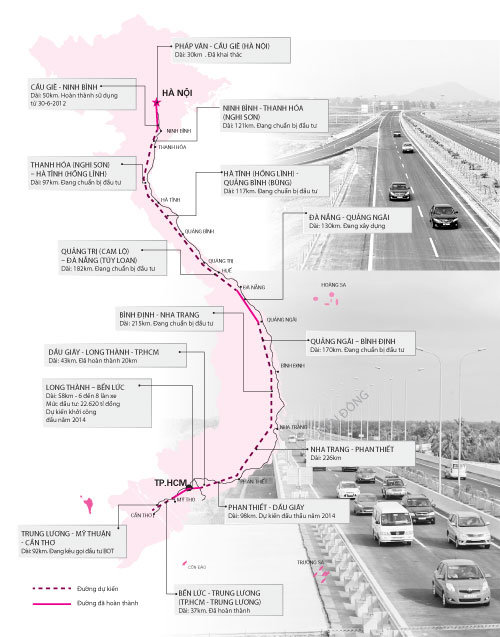 PHÁP VÂN - CẦU GIẼ (HÀ NỘI)
Dài: 30km . Đã khai thác
CẦU GIẼ - NINH BÌNH
Dài: 50km. Hoàn thành sử dụng
từ 30-6-2012
HÀ NỘI
NINH BÌNH - THANH HÓA
(NGHI SƠN)
Dài: 121km. Đang chuẩn bị đầu tư
NINH BÌNH
THANH HÓA
THANH HÓA (NGHI SƠN)
– HÀ TĨNH (HỒNG LĨNH)
Dài: 97km. Đang chuẩn bị đầu tư
HÀ TĨNH (HỒNG LĨNH) -
QUẢNG BÌNH (BÙNG)
Dài: 117km. Đang chuẩn bị đầu tư
HÀ TĨNH
ĐÀ NẴNG - QUẢNG NGÃI
Dài: 130km. Đang xây dựng
QUẢNG BÌNH
QUẢNG TRỊ (CAM LỘ)
– ĐÀ NẴNG (TÚY LOAN)
Dài: 182km. Đang chuẩn bị đầu tư
QUẢNG TRỊ
HUẾ
ĐÀ NẴNG
HOÀNG SA
BÌNH ĐỊNH - NHA TRANG
Dài: 215km. Đang chuẩn bị đầu tư
QUẢNG NGÃI
QUẢNG NGÃI – BÌNH ĐỊNH
Dài: 170km. Đang chuẩn bị đầu tư
DẦU GIÂY - LONG THÀNH - TP.HCM
Dài: 43km. Đã hoàn thành 20km
BÌNH ĐỊNH
LONG THÀNH – BẾN LỨC
Dài: 58km - 6 đến 8 làn xe
Mức đầu tư: 22.620 tỉ đồng
Dự kiến khởi công
đầu năm 2014
ĐÔNG
NHA TRANG
NHA TRANG - PHAN THIẾT
Dài: 226km
TP.HCM
PHAN THIẾT
MỸ THO
CẦN THƠ
PHAN THIẾT - DẦU GIÂY
Dài: 98km. Dự kiến đấu thầu năm 2014
TRUNG LƯƠNG - MỸ THUẬN
- CẦN THƠ
Dài: 92km. Đang kêu gọi đầu tư BOT
CÔN ĐẢO
TRƯỜNG SA
Đường dự kiến
Đường đã hoàn thành
BẾN LỨC - TRUNG LƯƠNG
(TP.HCM - TRUNG LƯƠNG)
Dài: 37km. Đã hoàn thành